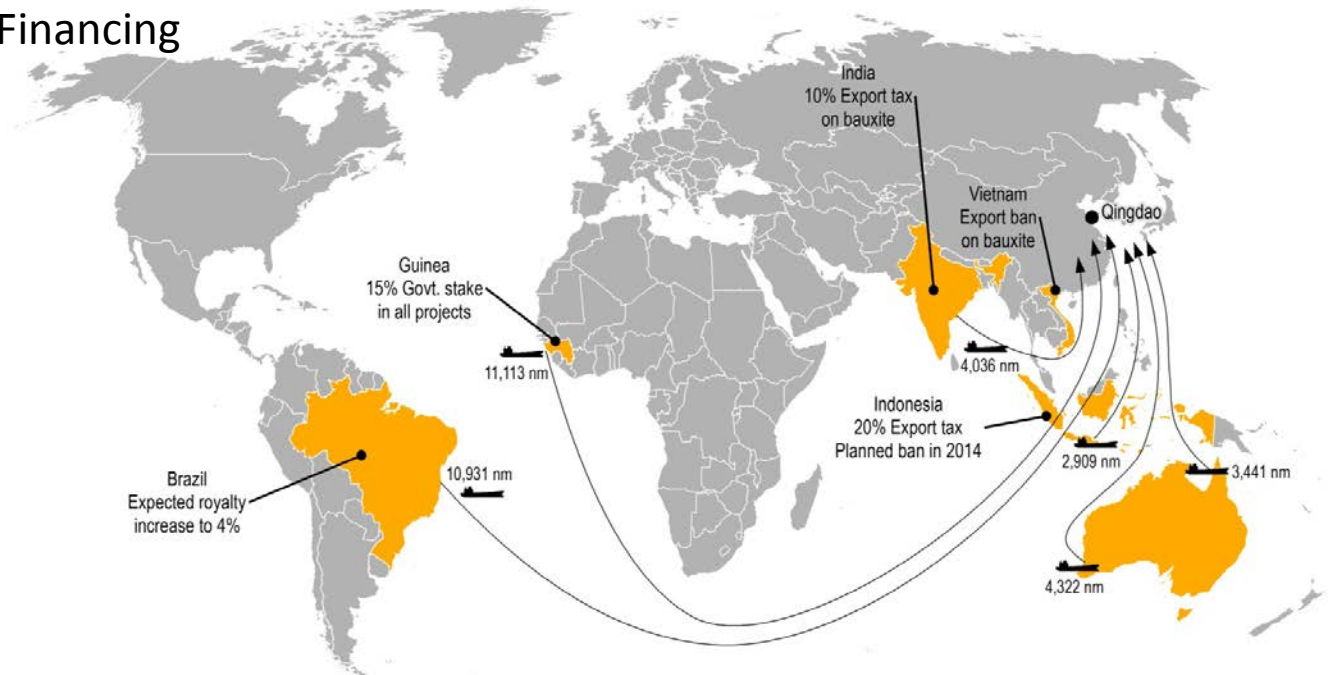 Financing
India
10% Export tax
on bauxite
Vietnam
Export ban
on bauxite
Qingdao
Guinea
15% Govt. stake
in all projects
11,113 nm
4,036 nm
Indonesia
20% Export tax
Planned ban in 2014
2,909 nm
3,441 nm
Brazil
Expected royalty
increase to 4%
10,931 nm
4,322 nm